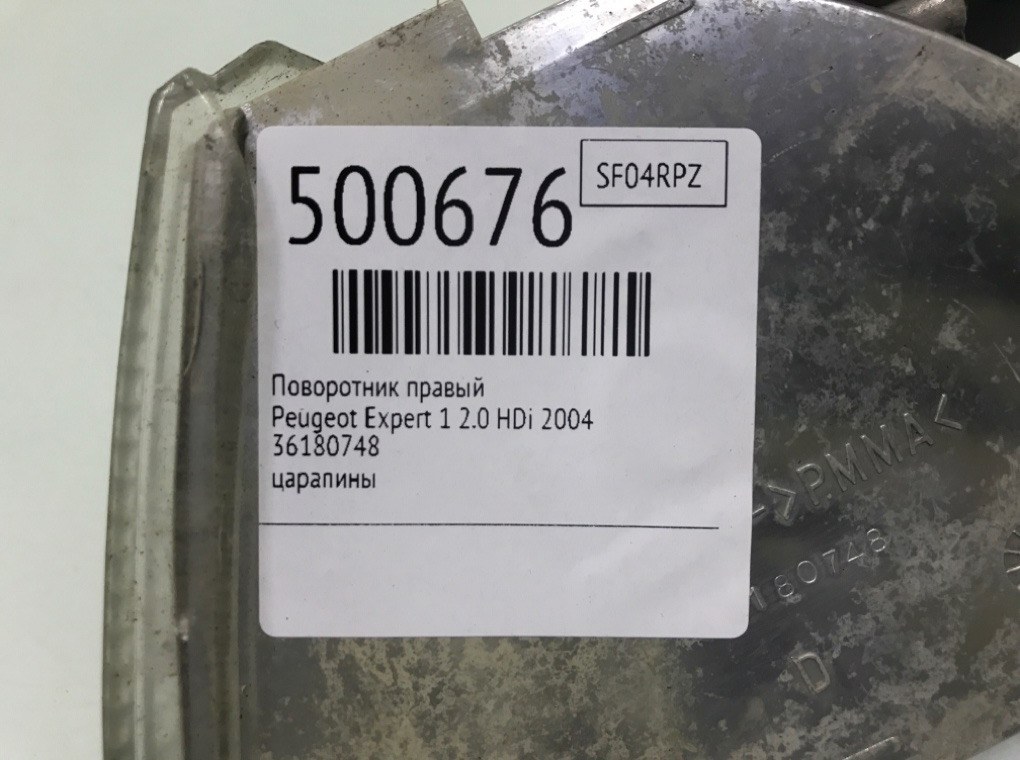 500676
SF04RPZ
Поворотник правый
Peugeot Expert 1 2.0 HDi 2004
36180748
царапины
>PMMA<
180748
D